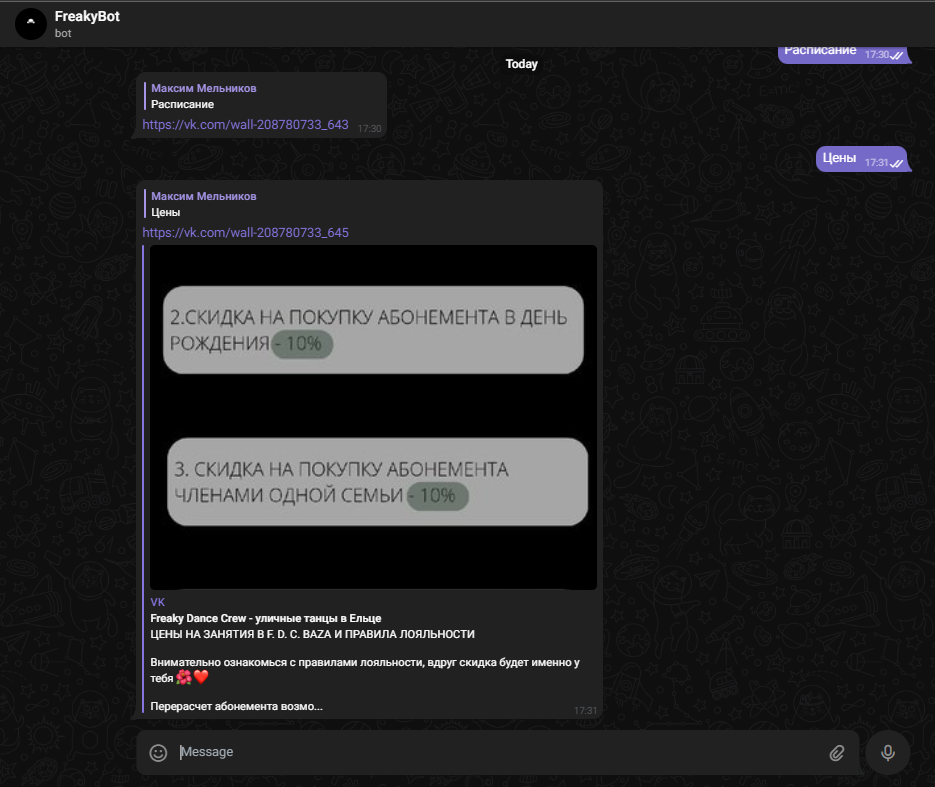 FreakyBot
bot
Расписание 17:30
Today
Максим Мельников
Расписание
https://vk.com/wall-208780733_643 17:30
Цены 17:31
Максим Мельников
Цены
https://vk.com/wall-208780733_645
2.СКИДКА НА ПОКУПКУ АБОНЕМЕНТА В ДЕНЬ
РОЖДЕНИЯ - 10%
3. СКИДКА НА ПОКУПКУ АБОНЕМЕНТА
ЧЛЕНАМИ ОДНОЙ СЕМЬИ - 10%
VK
Freaky Dance Crew - уличные танцы в Ельце
ЦЕНЫ НА ЗАНЯТИЯ В F. D. C. BAZA И ПРАВИЛА ЛОЯЛЬНОСТИ
Внимательно ознакомься с правилами лояльности, вдруг скидка будет именно у
тебя 🌺❤️
Перерасчет абонемента возмо...
17:31
Message